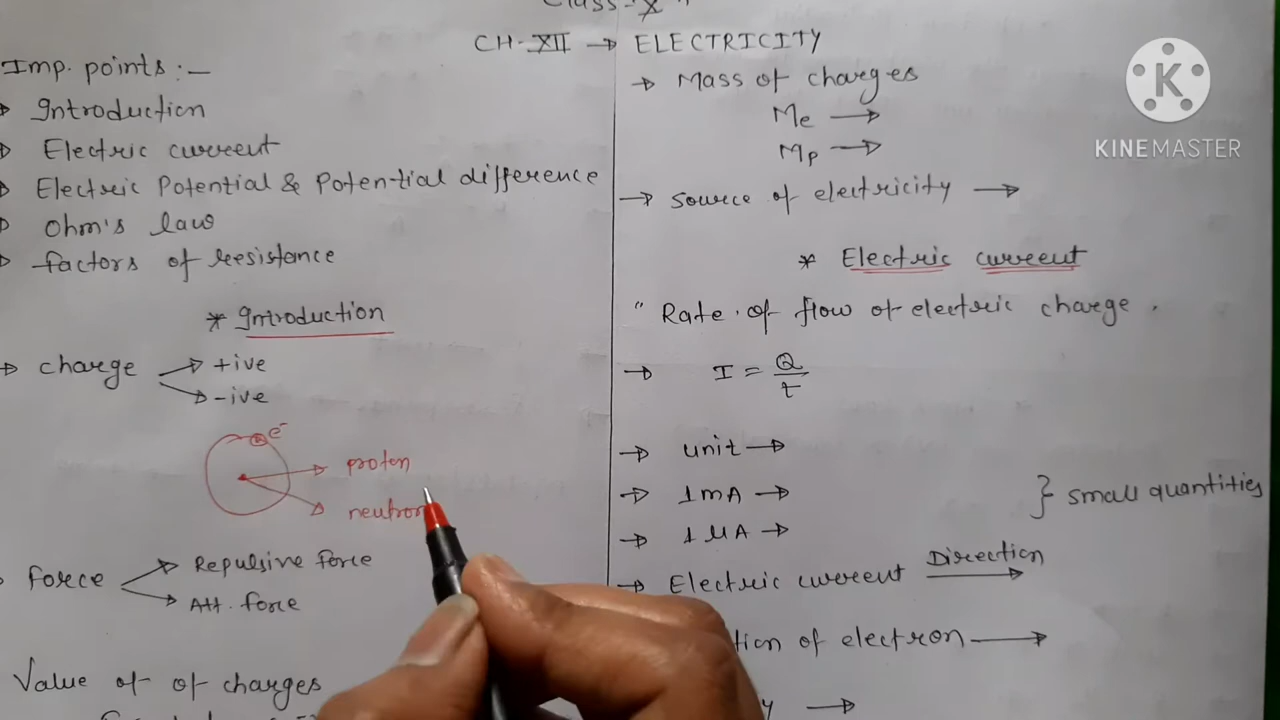 Class-X
CH-XII → ELECTRICITY
Imp. points :-
Introduction
Electric current
Electric Potential & Potential difference
Ohm's law
factors of resistance
* Introduction
→ charge → +ive
→ -ive
e-
→ proton
→ neutron
force → Repulsive force
→ Att. force
Value of of charges
→ Mass of charges
Me →
Mp →
→ source of electricity →
* Electric current
" Rate of flow of electric charge .
→ I = Q/t
→ unit →
→ 1mA →
→ 1μA →
} small quantities
→ Electric current Direction →
of electron →
→
K
KINEMASTER